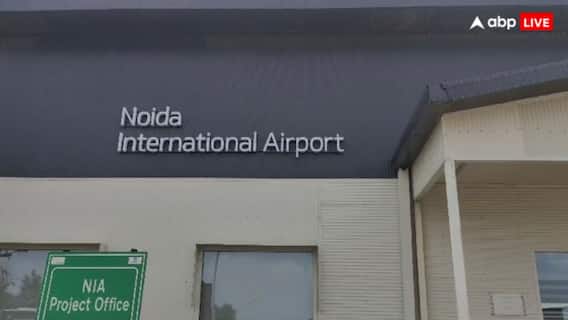 abp LIVE
Noida
International Airport
NIA
Project Office